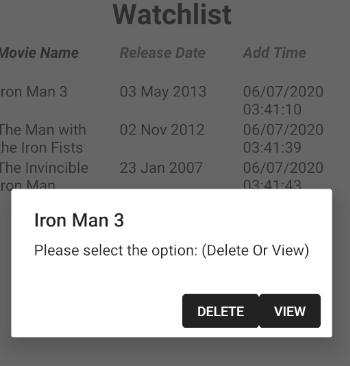 Watchlist
Movie Name Release Date Add Time
Iron Man 3 03 May 2013 06/07/2020
03:41:10
The Man with 02 Nov 2012 06/07/2020
the Iron Fists 03:41:39
The Invincible 23 Jan 2007 06/07/2020
Iron Man 03:41:43
Iron Man 3
Please select the option: (Delete Or View)
DELETE VIEW